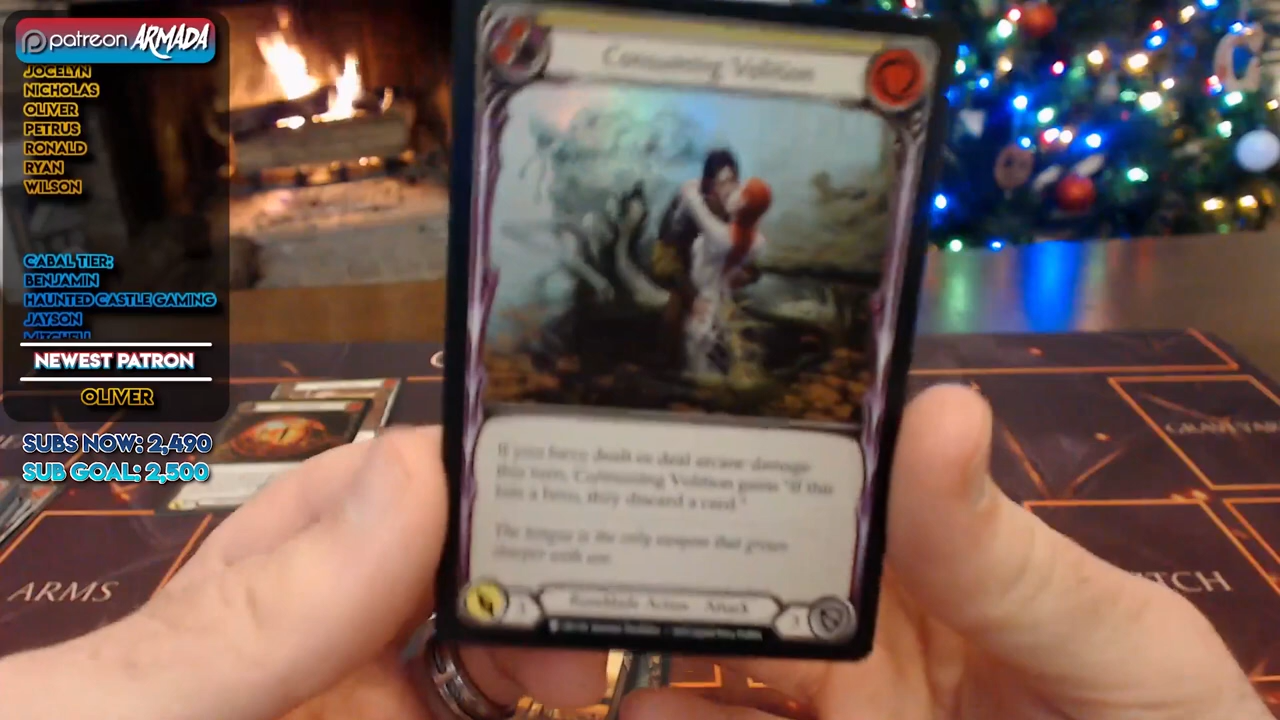 patreon ARMADA
JOCELYN
NICHOLAS
OLIVER
PETRUS
RONALD
RYAN
WILSON
CABAL TIER:
BENJAMIN
HAUNTED CASTLE GAMING
JAYSON
MITCHELL
NEWEST PATRON
OLIVER
SUBS NOW: 2,490
SUB GOAL: 2,500
Consuming Volition
If you have dealt or deal arcane damage
this turn, Consuming Volition gains "If this
hits a hero, they discard a card."
The tongue is the only weapon that grows
sharper with use.
Runeblade Action - Attack
ARMS